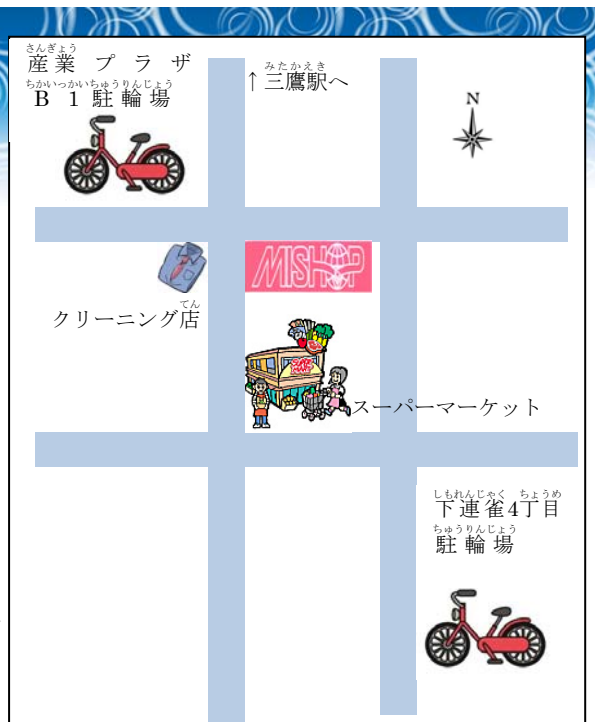 さんぎょう
産業プラザ
ちかいっかいちゅうりんじょう
B1駐輪場
みたかえき
↑三鷹駅へ
N
MISHOP
てん
クリーニング店
スーパーマーケット
しもれんじゃく ちょうめ
下連雀4丁目
ちゅうりんじょう
駐輪場